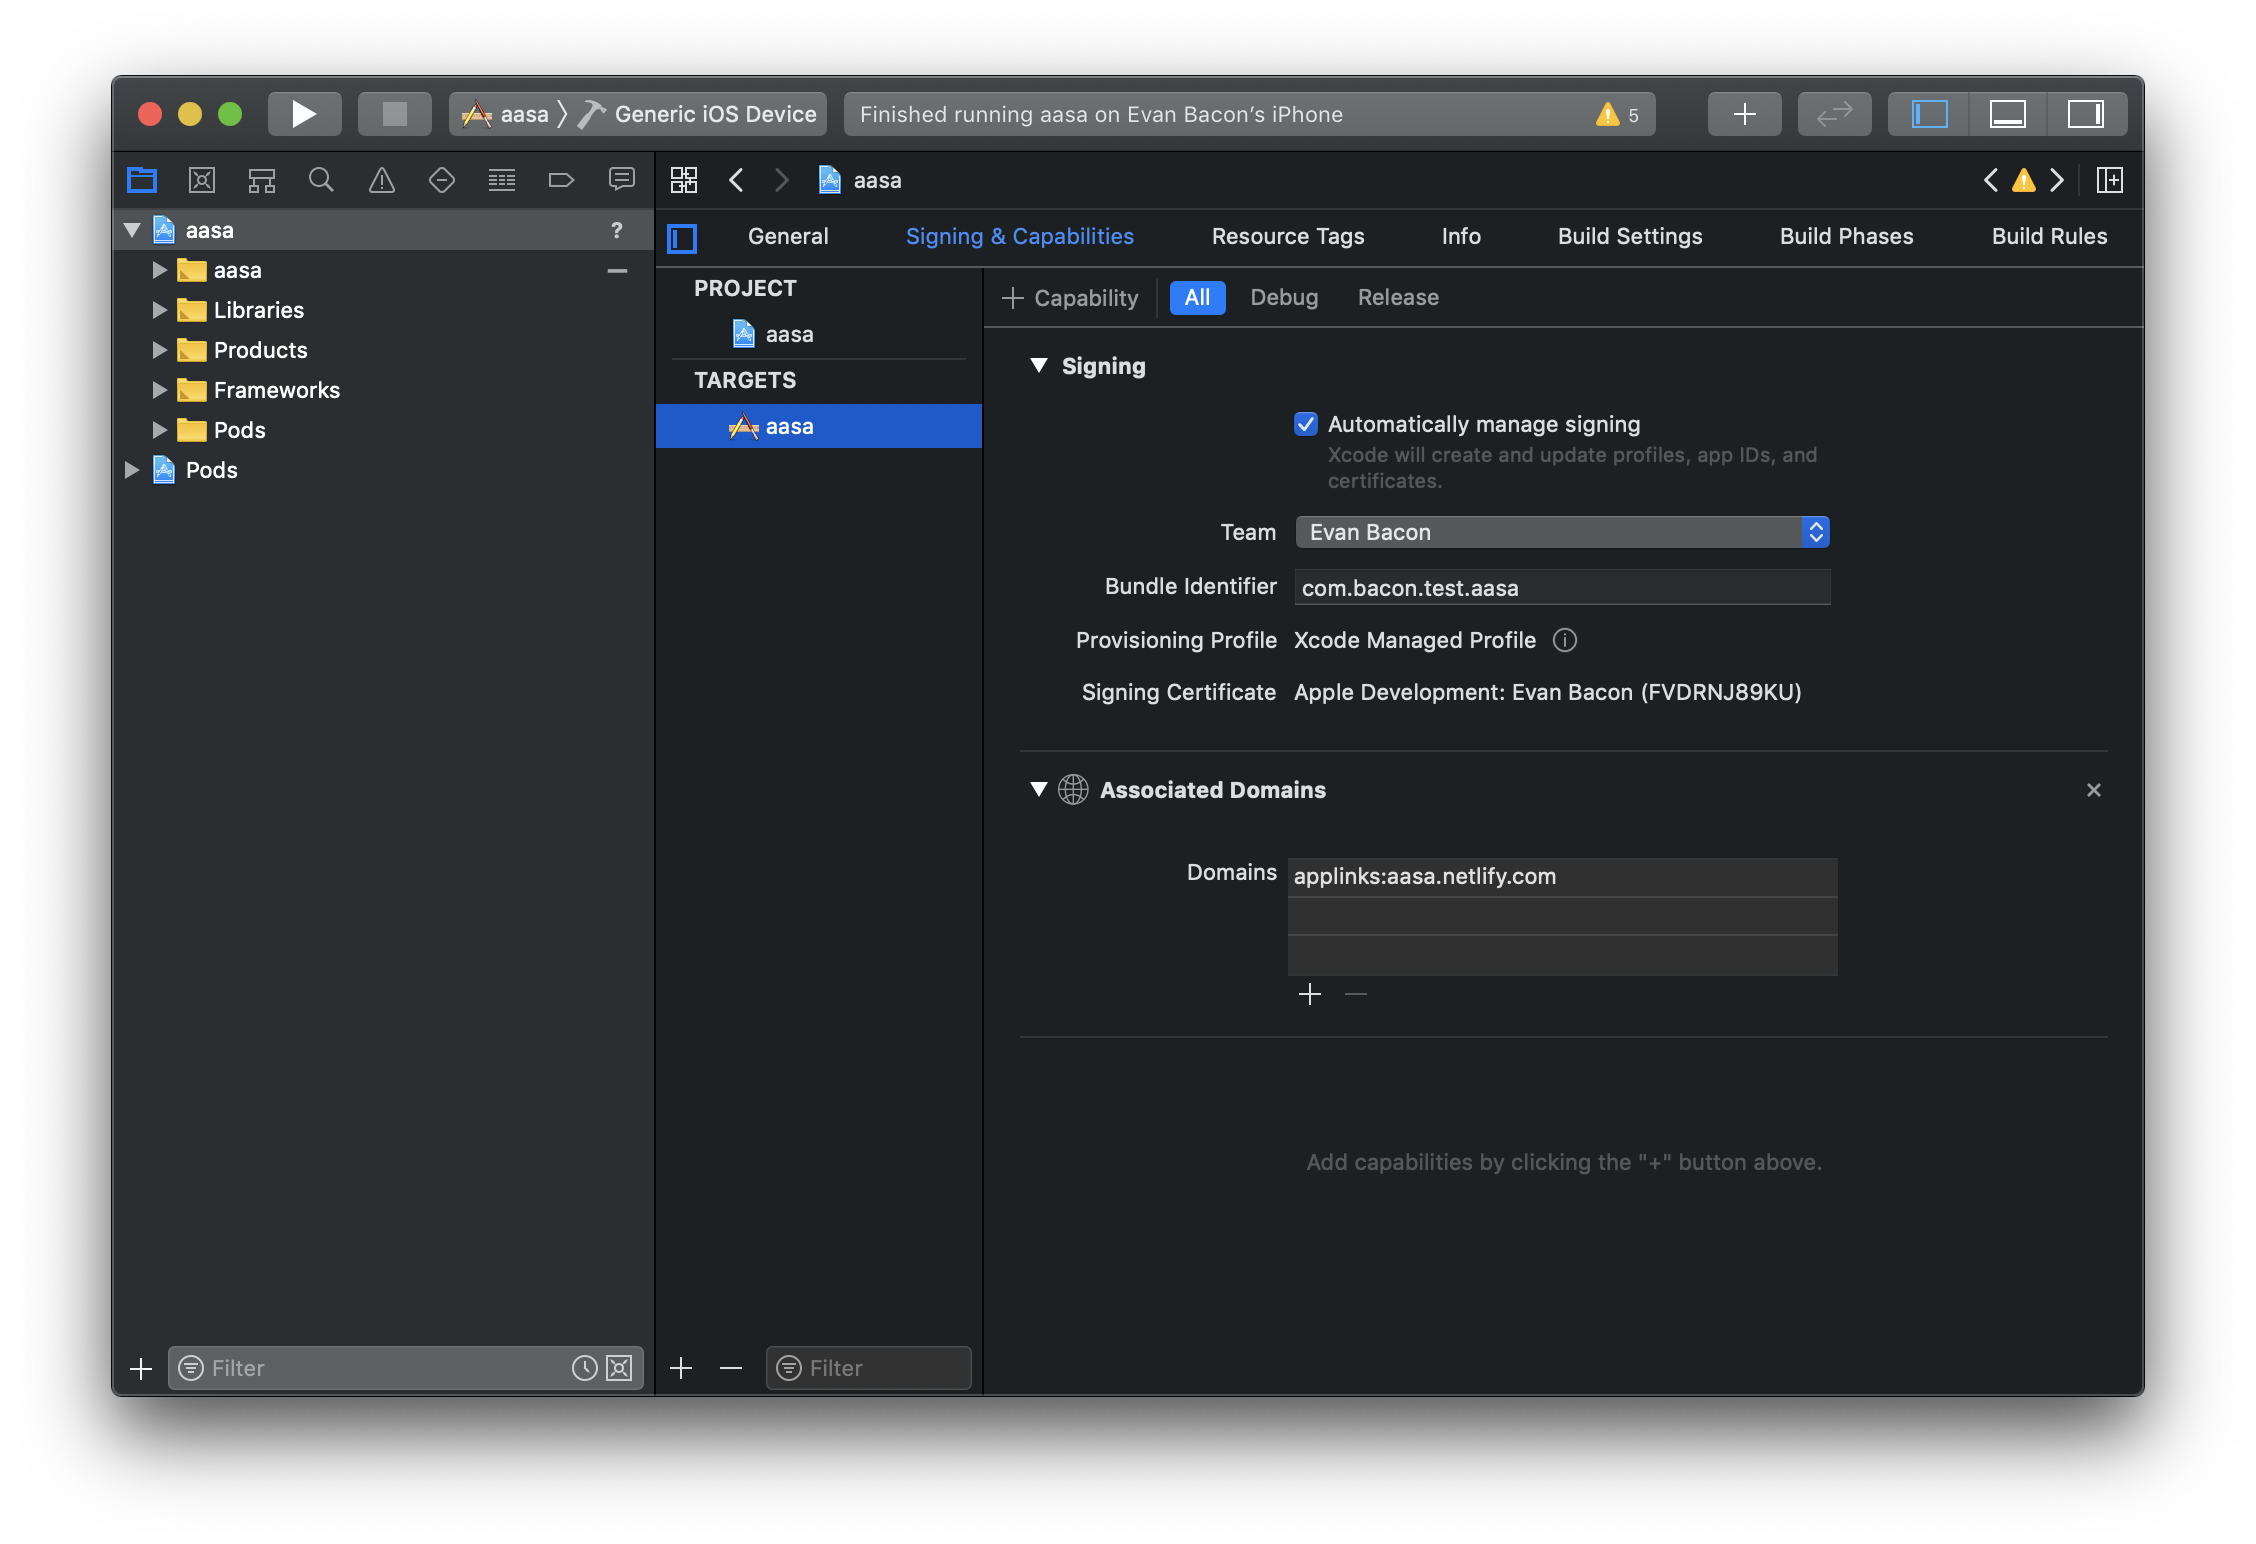 aasa 〉 Generic iOS Device
Finished running aasa on Evan Bacon’s iPhone
5
aasa
aasa
?
aasa
Libraries
Products
Frameworks
Pods
Pods
General
Signing & Capabilities
Resource Tags
Info
Build Settings
Build Phases
Build Rules
PROJECT
aasa
TARGETS
aasa
+ Capability
All
Debug
Release
Signing
Automatically manage signing
Xcode will create and update profiles, app IDs, and
certificates.
Team
Evan Bacon
Bundle Identifier
com.bacon.test.aasa
Provisioning Profile
Xcode Managed Profile
Signing Certificate
Apple Development: Evan Bacon (FVDRNJ89KU)
Associated Domains
Domains
applinks:aasa.netlify.com
Add capabilities by clicking the "+" button above.
Filter
Filter